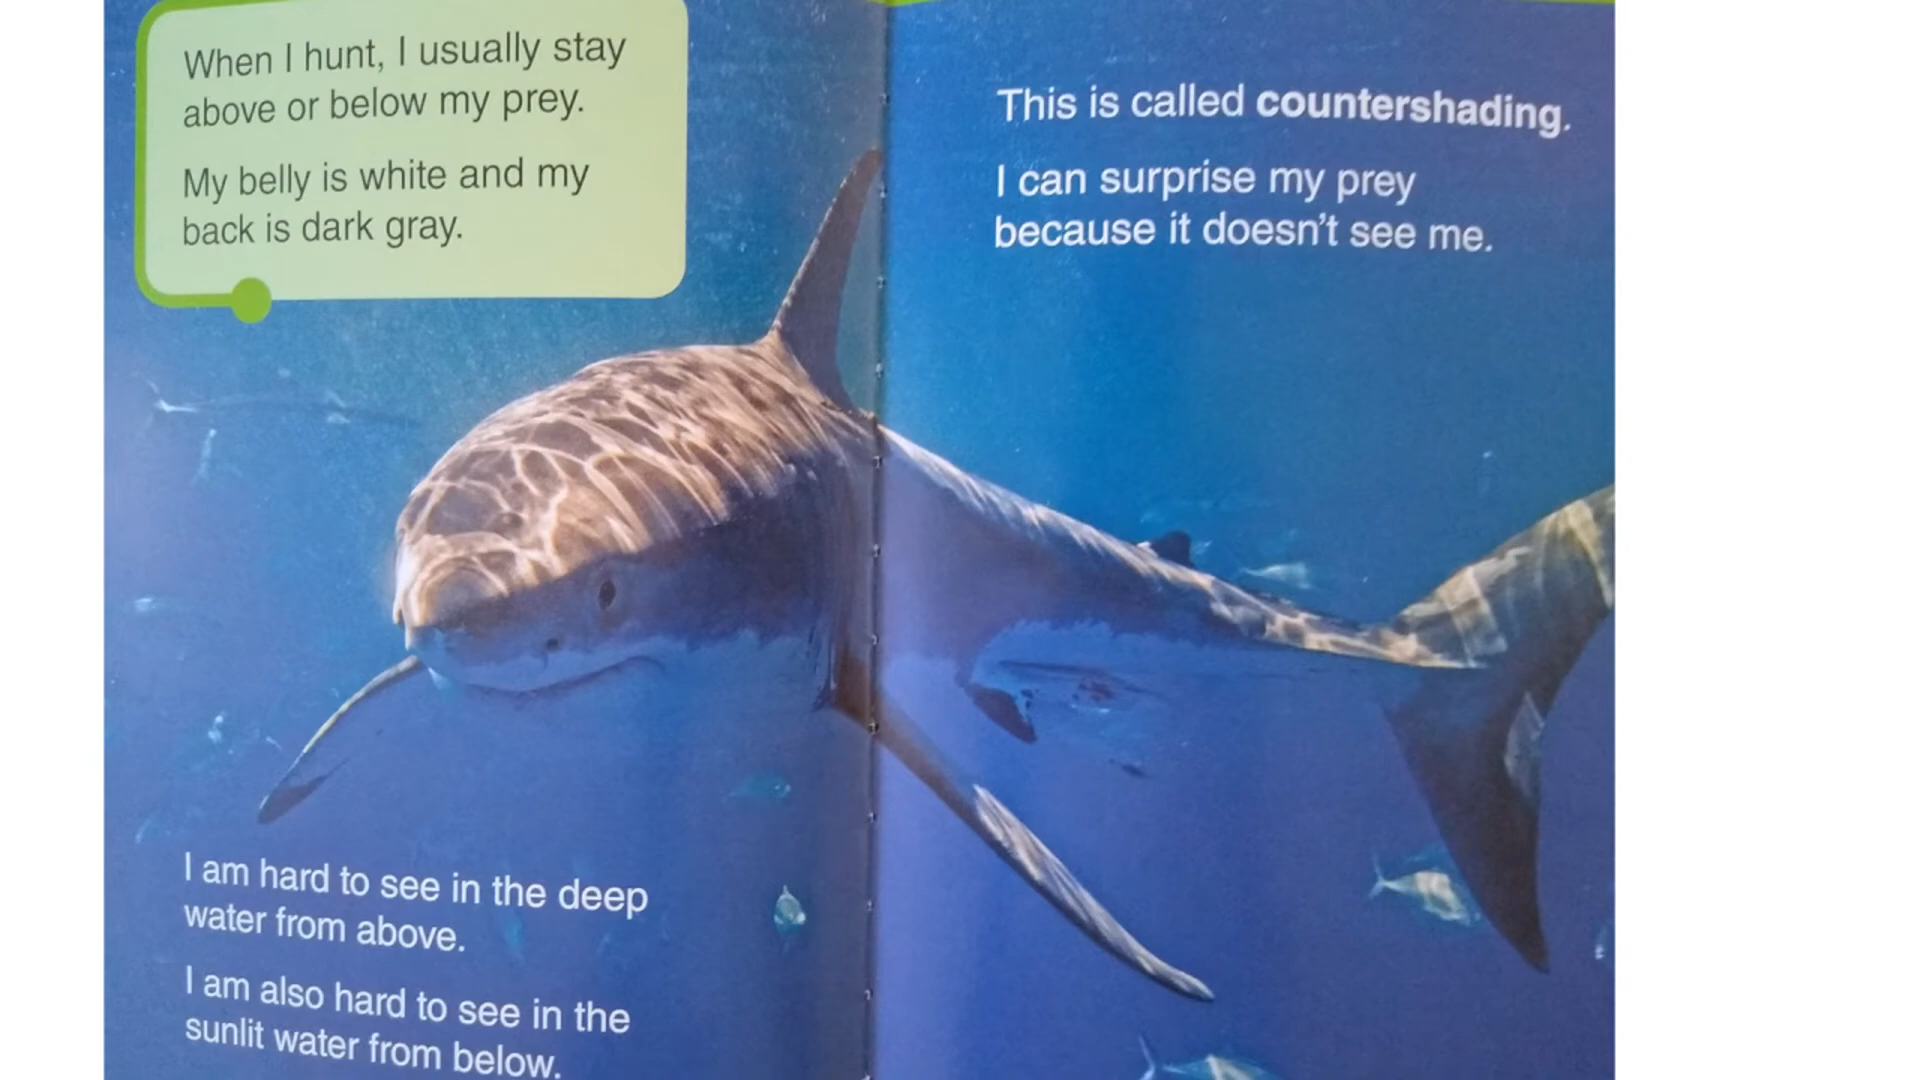 When I hunt, I usually stay
above or below my prey.
My belly is white and my
back is dark gray.
I am hard to see in the deep
water from above.
I am also hard to see in the
sunlit water from below.
This is called countershading.
I can surprise my prey
because it doesn't see me.